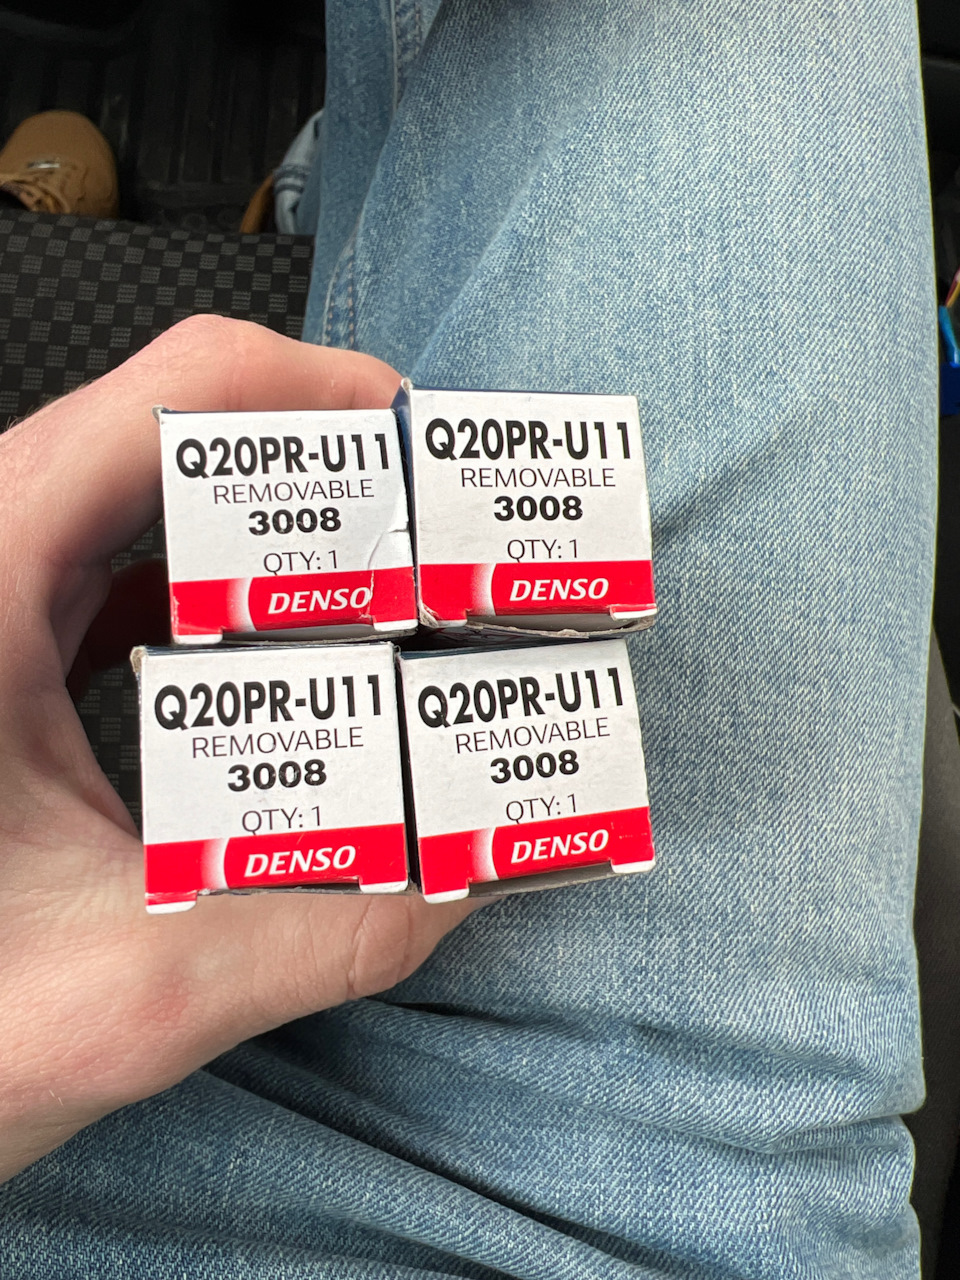 Q20PR-U11
REMOVABLE
3008
QTY: 1
DENSO
Q20PR-U11
REMOVABLE
3008
QTY: 1
DENSO
Q20PR-U11
REMOVABLE
3008
QTY: 1
DENSO
Q20PR-U11
REMOVABLE
3008
QTY: 1
DENSO